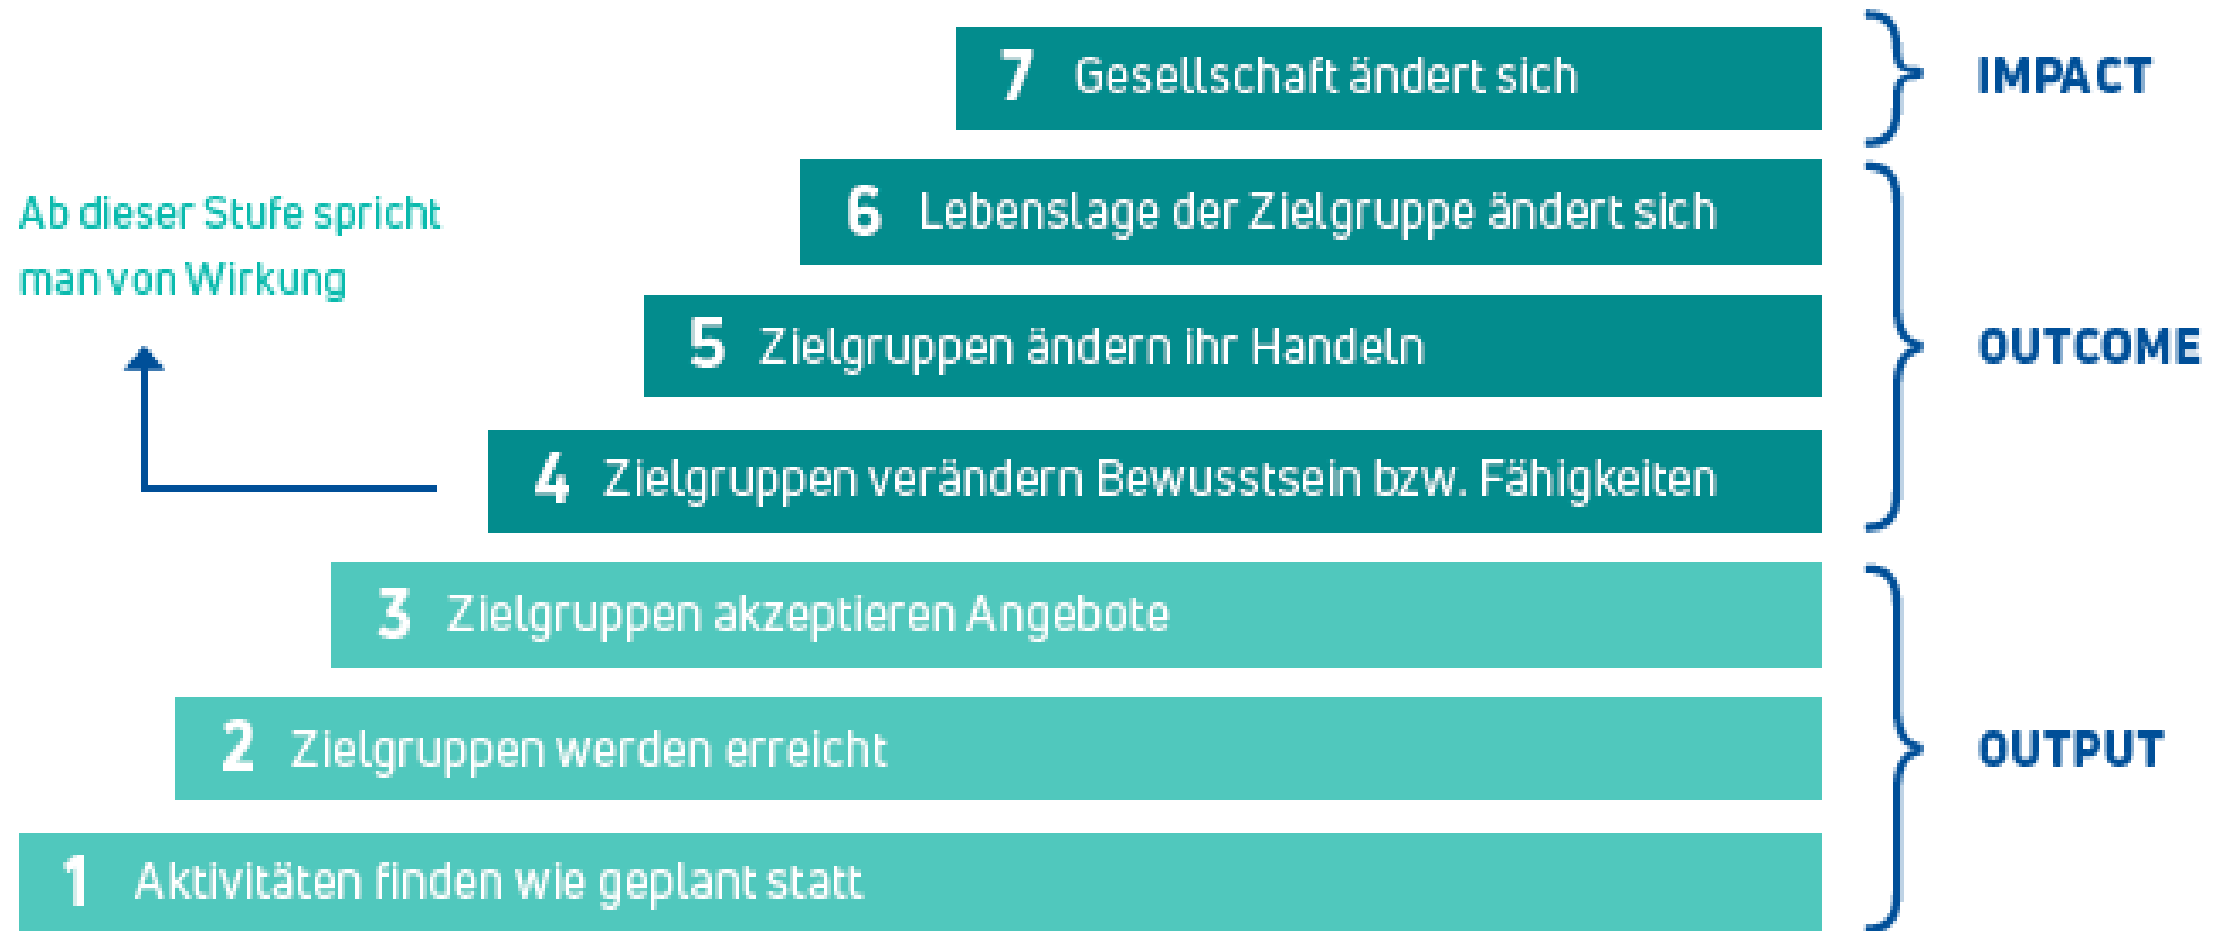 7 Gesellschaft ändert sich
IMPACT
6 Lebenslage der Zielgruppe ändert sich
Ab dieser Stufe spricht
man von Wirkung
5 Zielgruppen ändern ihr Handeln
OUTCOME
4 Zielgruppen verändern Bewusstsein bzw. Fähigkeiten
3 Zielgruppen akzeptieren Angebote
2 Zielgruppen werden erreicht
OUTPUT
1 Aktivitäten finden wie geplant statt